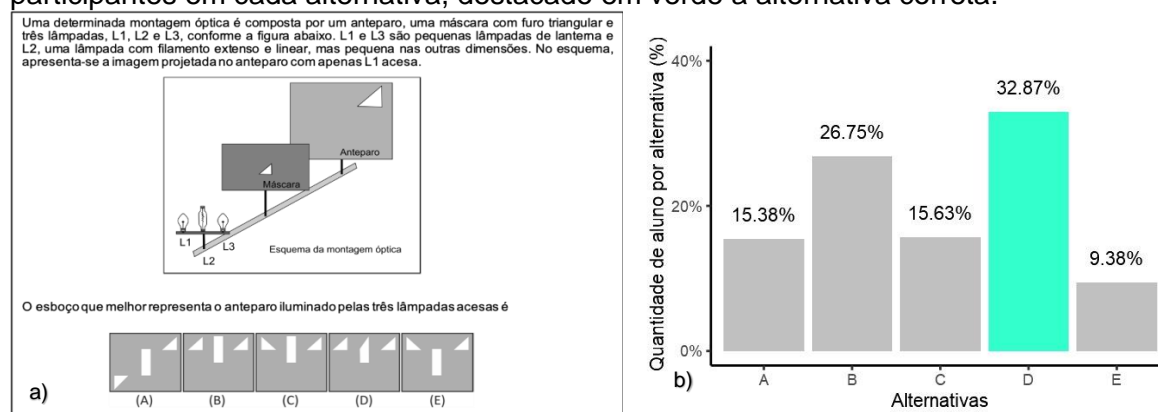 participantes em cada alternativa, destacado em verde a alternativa correta.
Uma determinada montagem óptica é composta por um anteparo, uma máscara com furo triangular e
três lâmpadas, L1, L2 e L3, conforme a figura abaixo. L1 e L3 são pequenas lâmpadas de lanterna e
L2, uma lâmpada com filamento extenso e linear, mas pequena nas outras dimensões. No esquema,
apresenta-se a imagem projetada no anteparo com apenas L1 acesa.
Anteparo
Máscara
L1
L3
L2
Esquema da montagem óptica
O esboço que melhor representa o anteparo iluminado pelas três lâmpadas acesas é
(A) (B) (C) (D) (E)
a)
Quantidade de aluno por alternativa (%)
40%
20%
0%
15.38%
26.75%
15.63%
32.87%
9.38%
A B C D E
Alternativas
b)